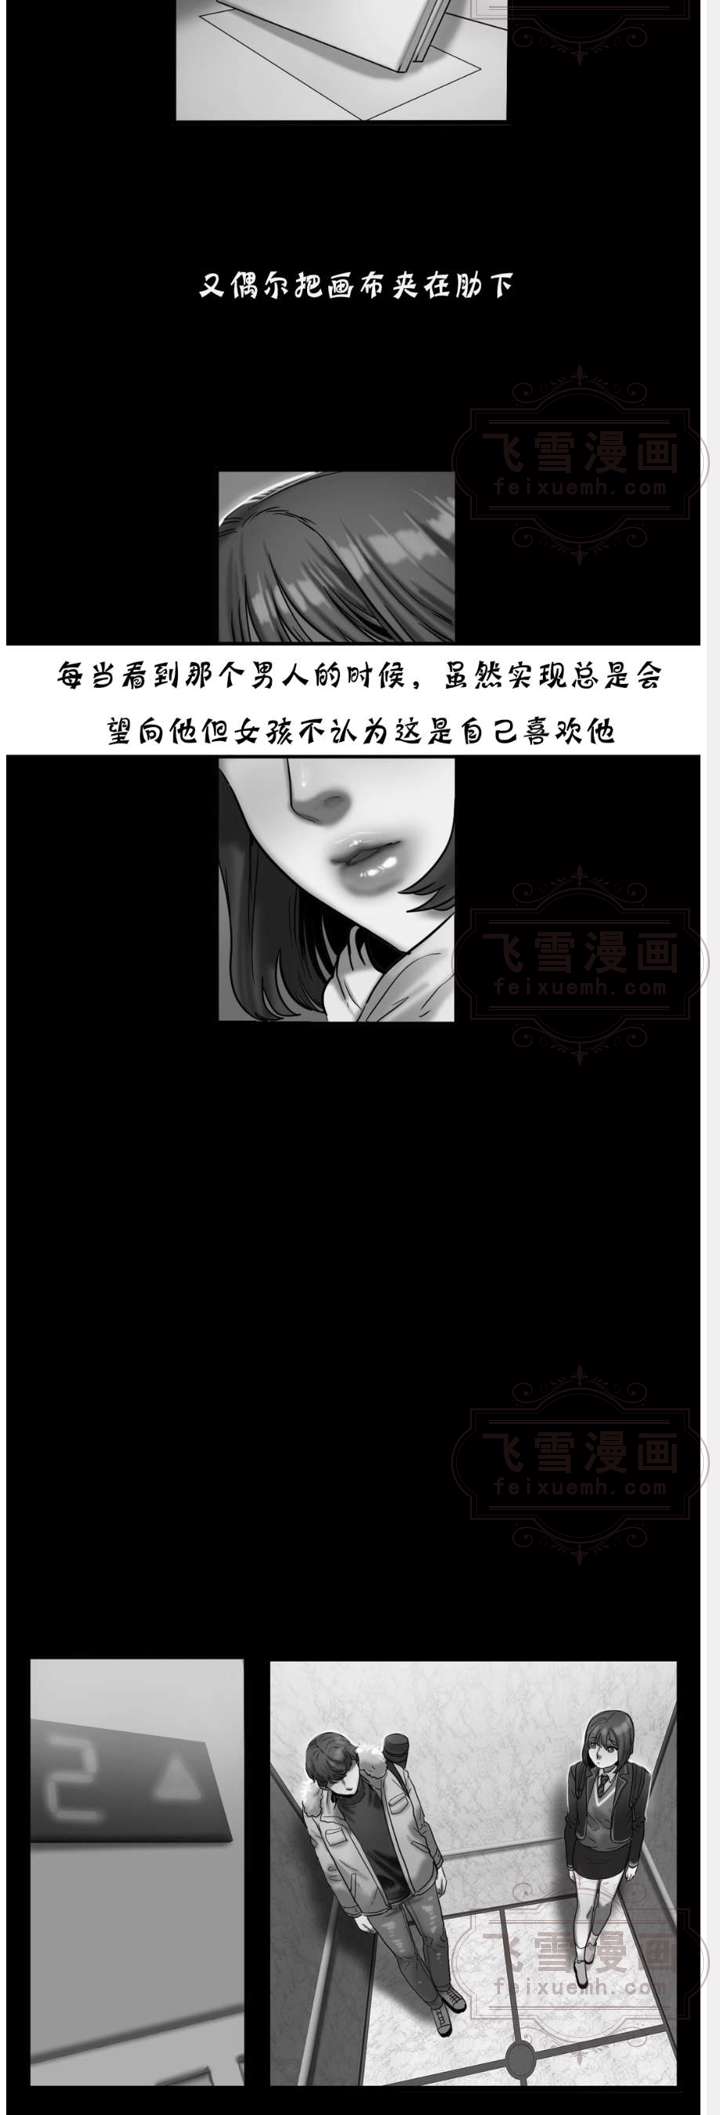 又偶尔把画布夹在肋下
飞雪漫画
feixuemh.com
每当看到那个男人的时候，虽然实现总是会
望向他但女孩不认为这是自己喜欢他
飞雪漫画
feixuemh.com
飞雪漫画
feixuemh.com
2▲
飞雪漫画
feixuemh.com